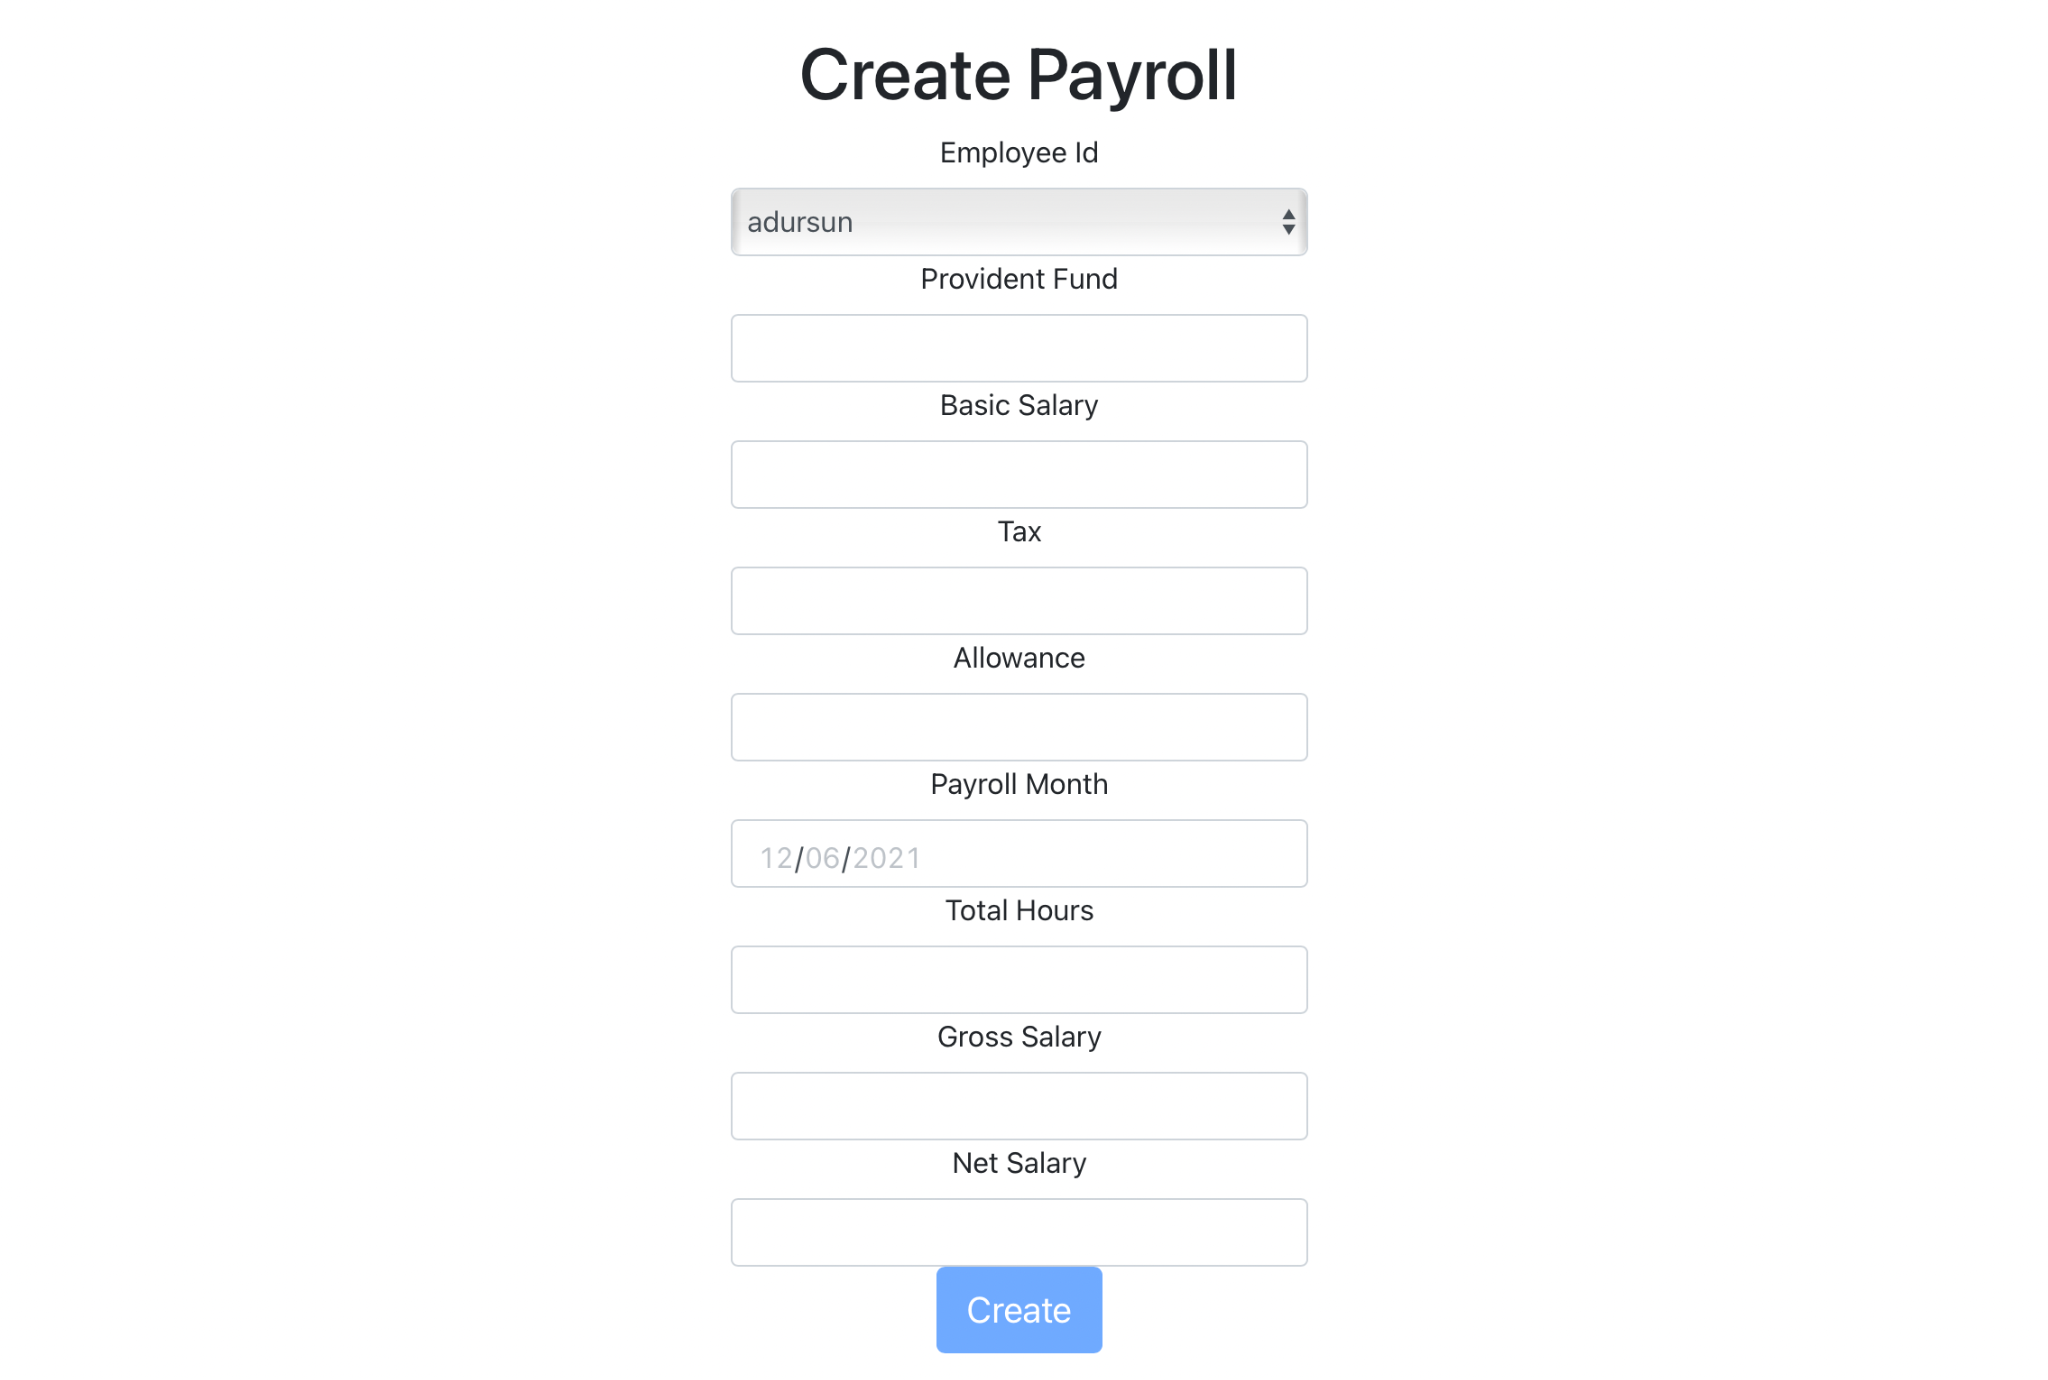 Create Payroll
Employee Id
adursun
Provident Fund
Basic Salary
Tax
Allowance
Payroll Month
12/06/2021
Total Hours
Gross Salary
Net Salary
Create